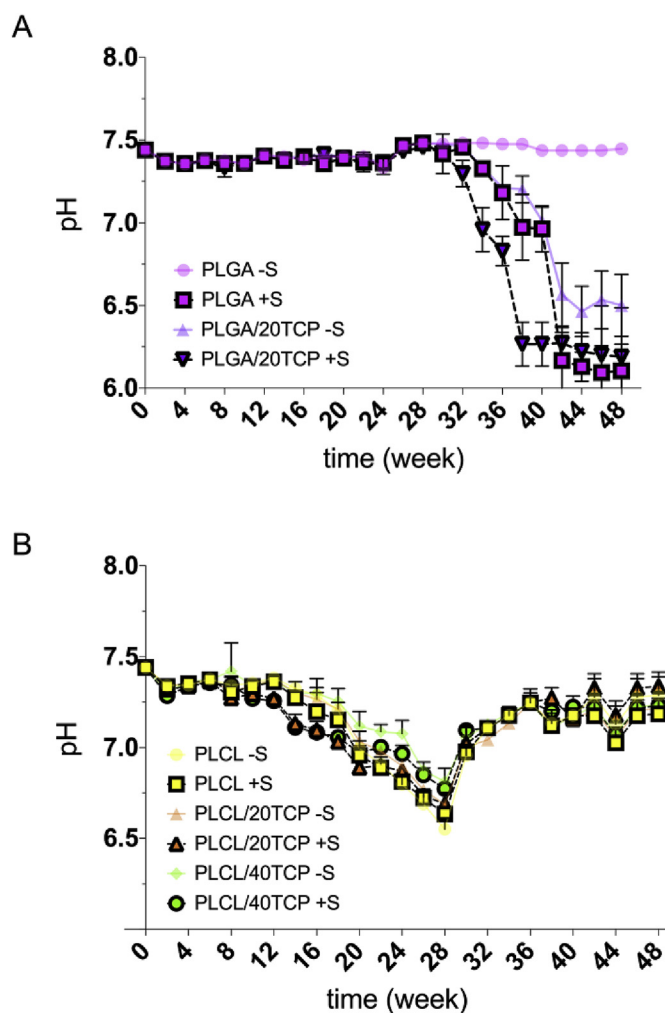 A
8.0
7.5
7.0
6.5
6.0
pH
PLGA -S
PLGA +S
PLGA/20TCP -S
PLGA/20TCP +S
0 4 8 12 16 20 24 28 32 36 40 44 48
time (week)
B
8.0
7.5
7.0
6.5
pH
PLCL -S
PLCL +S
PLCL/20TCP -S
PLCL/20TCP +S
PLCL/40TCP -S
PLCL/40TCP +S
0 4 8 12 16 20 24 28 32 36 40 44 48
time (week)